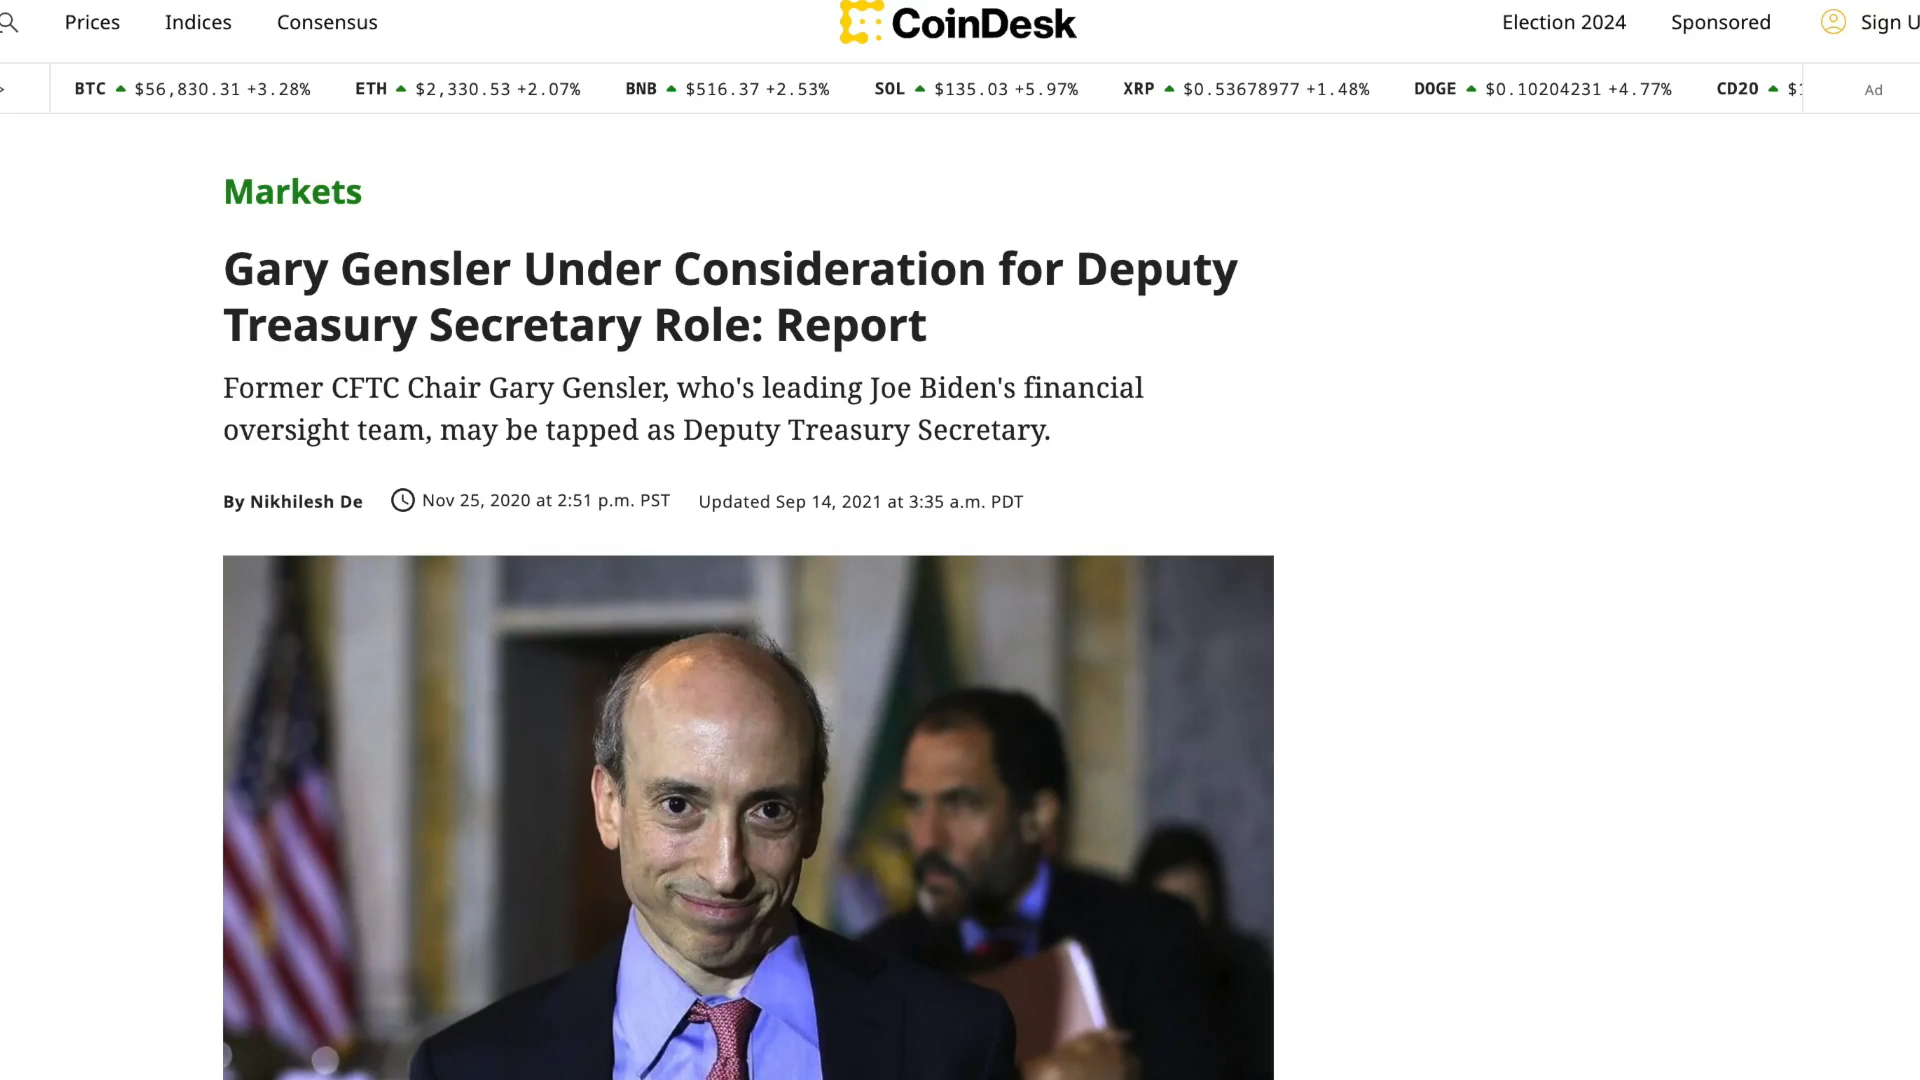 Prices Indices Consensus CoinDesk Election 2024 Sponsored Sign U
BTC $56,830.31 +3.28% ETH $2,330.53 +2.07% BNB $516.37 +2.53% SOL $135.03 +5.97% XRP $0.53678977 +1.48% DOGE $0.10204231 +4.77% CD20 $ Ad
Markets
Gary Gensler Under Consideration for Deputy
Treasury Secretary Role: Report
Former CFTC Chair Gary Gensler, who's leading Joe Biden's financial
oversight team, may be tapped as Deputy Treasury Secretary.
By Nikhilesh De Nov 25, 2020 at 2:51 p.m. PST Updated Sep 14, 2021 at 3:35 a.m. PDT